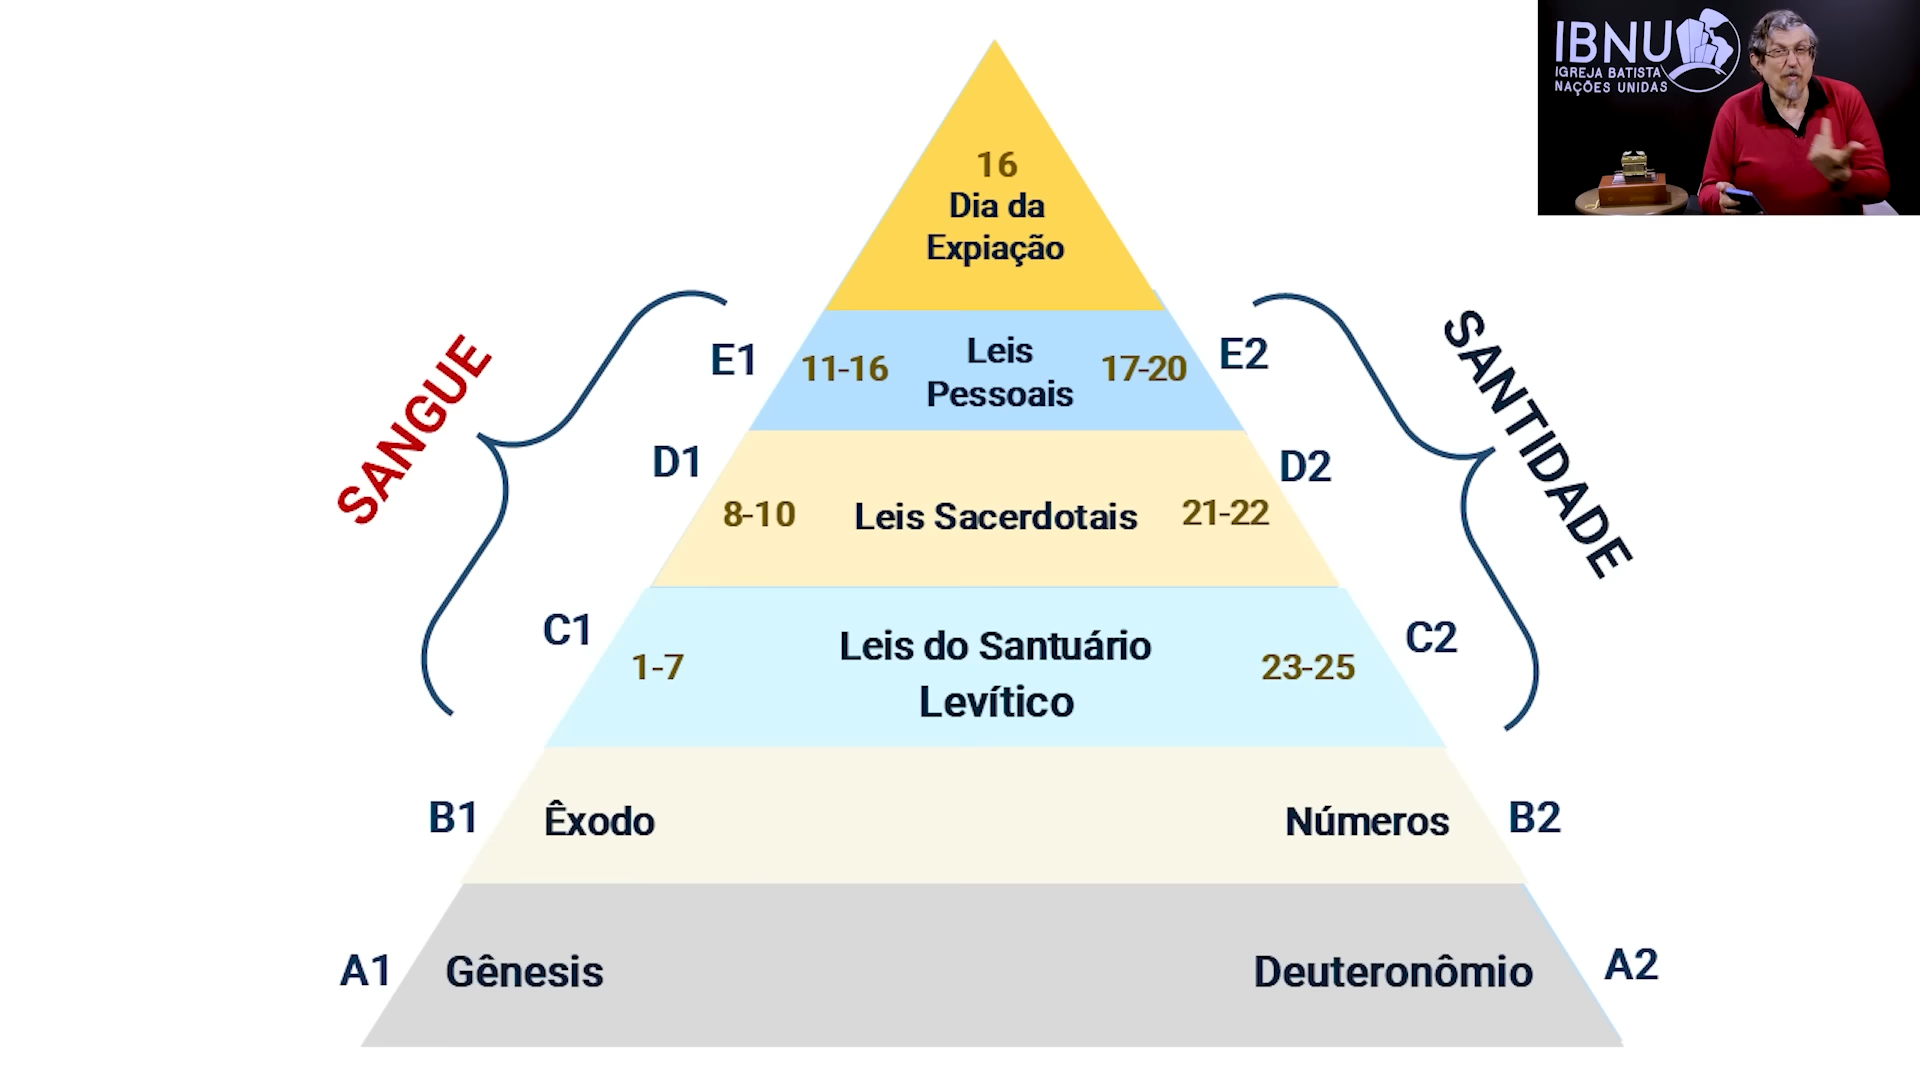 IBNU
IGREJA BATISTA
NAÇÕES UNIDAS
16
Dia da
Expiação
SANGUE
SANTIDADE
E1 11-16 Leis Pessoais 17-20 E2
D1 8-10 Leis Sacerdotais 21-22 D2
C1 1-7 Leis do Santuário 23-25 C2
Levítico
B1 Êxodo Números B2
A1 Gênesis Deuteronômio A2